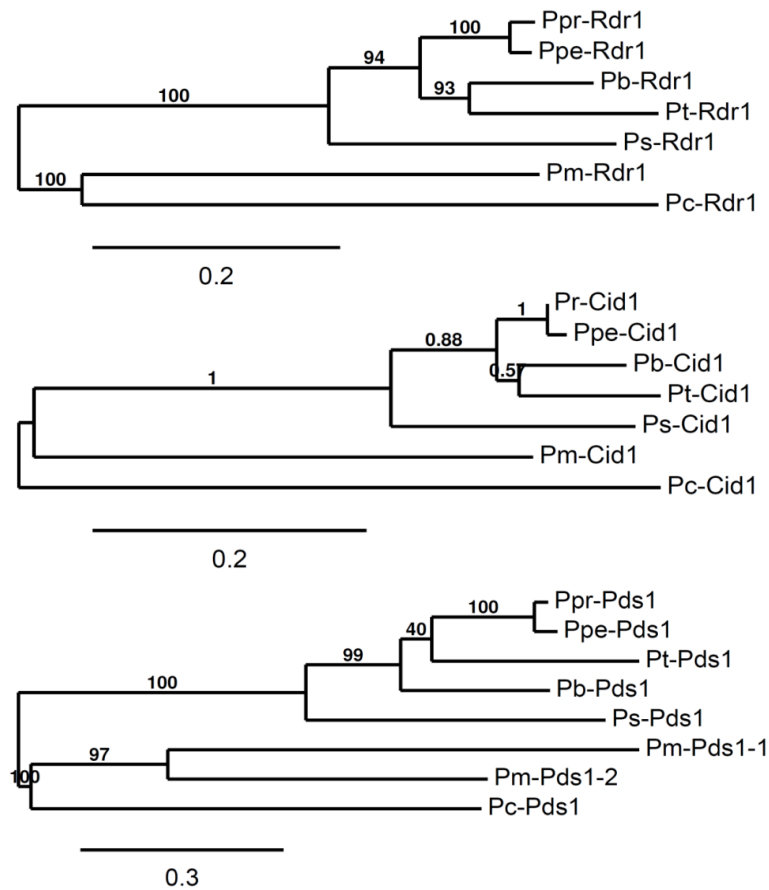 100
Ppr-Rdr1
94
Ppe-Rdr1
93
Pb-Rdr1
100
Pt-Rdr1
Ps-Rdr1
100
Pm-Rdr1
Pc-Rdr1
0.2
1
Pr-Cid1
0.88
Ppe-Cid1
0.57
Pb-Cid1
1
Pt-Cid1
Ps-Cid1
Pm-Cid1
Pc-Cid1
0.2
100
Ppr-Pds1
40
Ppe-Pds1
99
Pt-Pds1
100
Pb-Pds1
Ps-Pds1
97
Pm-Pds1-1
100
Pm-Pds1-2
Pc-Pds1
0.3